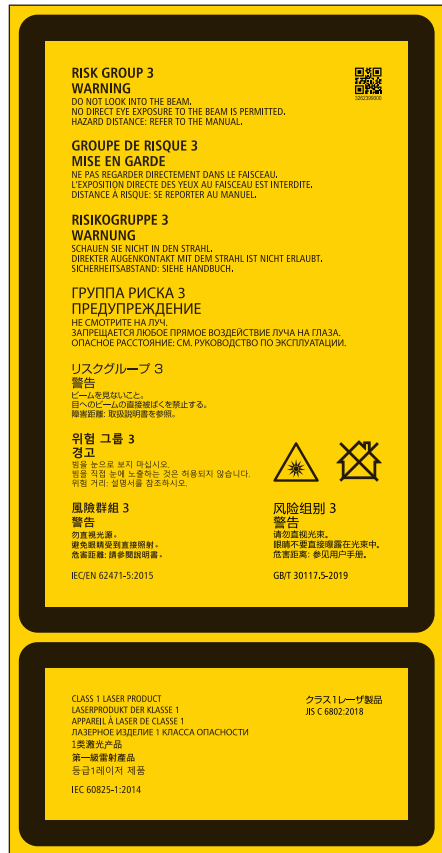 RISK GROUP 3
WARNING
DO NOT LOOK INTO THE BEAM.
NO DIRECT EYE EXPOSURE TO THE BEAM IS PERMITTED.
HAZARD DISTANCE: REFER TO THE MANUAL.
3262399800
GROUPE DE RISQUE 3
MISE EN GARDE
NE PAS REGARDER DIRECTEMENT DANS LE FAISCEAU.
L'EXPOSITION DIRECTE DES YEUX AU FAISCEAU EST INTERDITE.
DISTANCE À RISQUE: SE REPORTER AU MANUEL.
RISIKOGRUPPE 3
WARNUNG
SCHAUEN SIE NICHT IN DEN STRAHL.
DIREKTER AUGENKONTAKT MIT DEM STRAHL IST NICHT ERLAUBT.
SICHERHEITSABSTAND: SIEHE HANDBUCH.
ГРУППА РИСКА 3
ПРЕДУПРЕЖДЕНИЕ
НЕ СМОТРИТЕ НА ЛУЧ.
ЗАПРЕЩАЕТСЯ ЛЮБОЕ ПРЯМОЕ ВОЗДЕЙСТВИЕ ЛУЧА НА ГЛАЗА.
ОПАСНОЕ РАССТОЯНИЕ: СМ. РУКОВОДСТВО ПО ЭКСПЛУАТАЦИИ.
リスクグループ 3
警告
ビームを見ないこと。
目へのビームの直接被ばくを禁止する。
障害距離: 取扱説明書を参照。
위험 그룹 3
경고
빔을 눈으로 보지 마십시오.
빔을 직접 눈에 노출하는 것은 허용되지 않습니다.
위험 거리: 설명서를 참조하시오.
風險群組 3
警告
勿直視光源。
避免眼睛受到直接照射。
危害距離: 請參閱說明書。
IEC/EN 62471-5:2015
风险组别 3
警告
请勿直视光束。
眼睛不要直接曝露在光束中。
危害距离: 参见用户手册。
GB/T 30117.5-2019
CLASS 1 LASER PRODUCT
LASERPRODUKT DER KLASSE 1
APPAREIL À LASER DE CLASSE 1
ЛАЗЕРНОЕ ИЗДЕЛИЕ 1 КЛАССА ОПАСНОСТИ
1类激光产品
第一級雷射產品
등급1레이저 제품
IEC 60825-1:2014
クラス1レーザ製品
JIS C 6802:2018